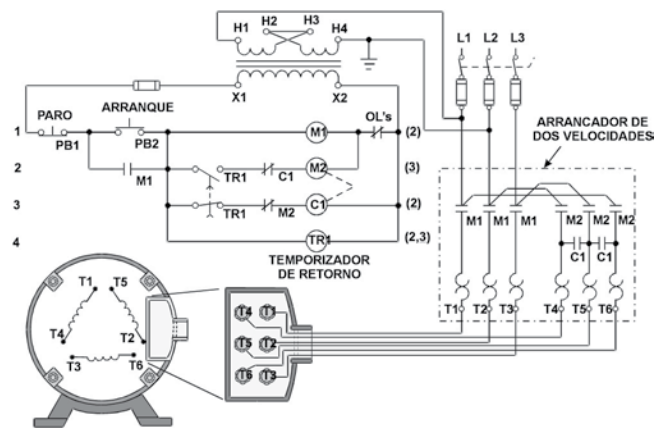 H1 H2 H3 H4
L1 L2 L3
X1 X2
ARRANCADOR DE
DOS VELOCIDADES
PARO
ARRANQUE
OL's
1 PB1 PB2 M1 (2)
2 M1 TR1 C1 M2 (3)
3 TR1 M2 C1 (2)
4 TR1 (2,3)
TEMPORIZADOR
DE RETORNO
M1 M1 M1 M2 M2 M2
C1 C1
T1 T2 T3 T4 T5 T6
T1 T5
T4 T2
T3 T6
T4 T1
T5 T2
T6 T3